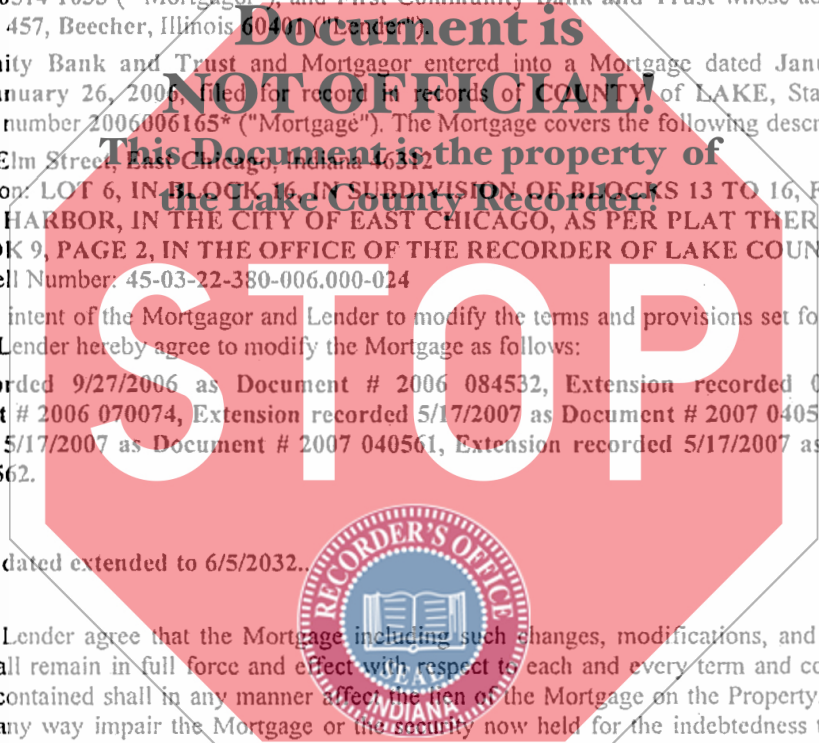 457, Beecher, Illinois 60401 ("Lender").
Document is
ity Bank and Trust and Mortgagor entered into a Mortgage dated Janu
nuary 26, 2006, filed for record in records of COUNTY of LAKE, Sta
NOT OFFICIAL!
number 2006006165* ("Mortgage"). The Mortgage covers the following descr
Elm Street, East Chicago, Indiana 46312
This Document is the property of
on: LOT 6, IN BLOCK 16, IN SUBDIVISION OF BLOCKS 13 TO 16, F
the Lake County Recorder!
HARBOR, IN THE CITY OF EAST CHICAGO, AS PER PLAT THER
K 9, PAGE 2, IN THE OFFICE OF THE RECORDER OF LAKE COUN
ell Number: 45-03-22-380-006.000-024
STOP
intent of the Mortgagor and Lender to modify the terms and provisions set fo
Lender hereby agree to modify the Mortgage as follows:
rded 9/27/2006 as Document # 2006 084532, Extension recorded 0
t # 2006 070074, Extension recorded 5/17/2007 as Document # 2007 0405
5/17/2007 as Document # 2007 040561, Extension recorded 5/17/2007 as
562.
dated extended to 6/5/2032..
RECORDER'S OFFICE
SEAL
INDIANA
Lender agree that the Mortgage including such changes, modifications, and
all remain in full force and effect with respect to each and every term and co
contained shall in any manner affect the lien of the Mortgage on the Property
any way impair the Mortgage or the security now held for the indebtedness t